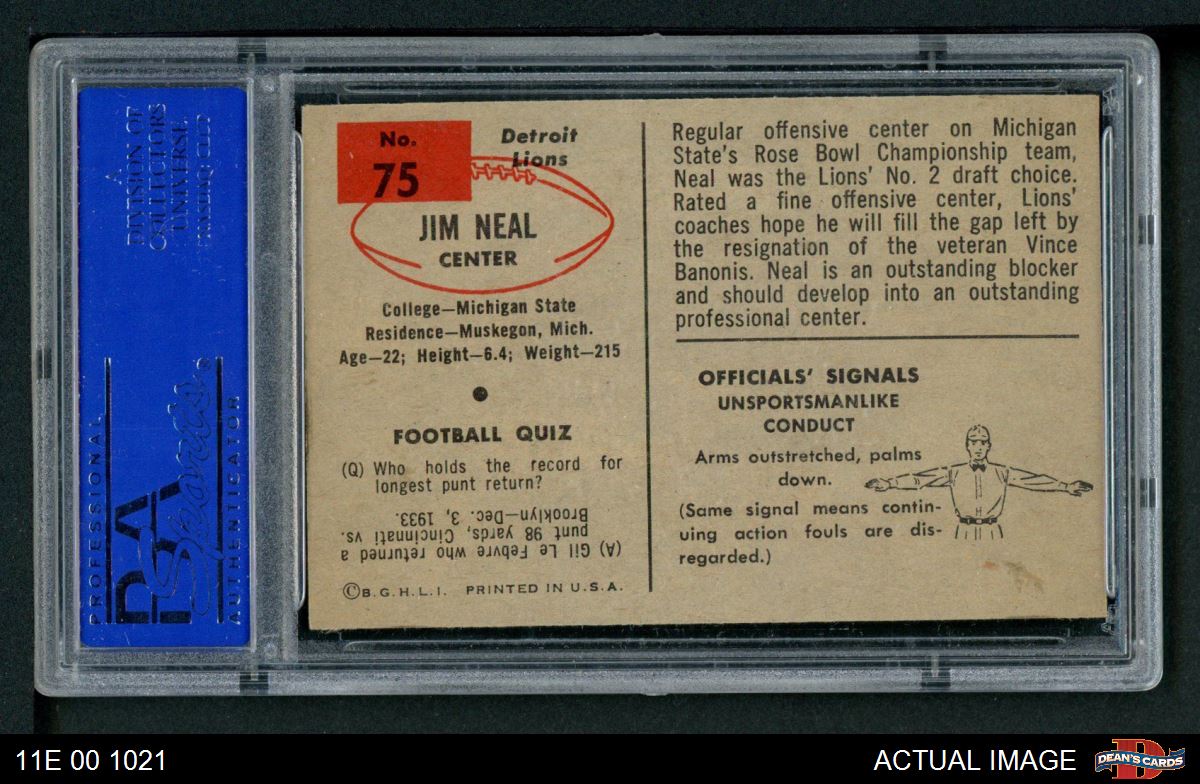 DIVISION OF
COLLECTORS
UNIVERSE
NASDAQ: CLCT
PROFESSIONAL
PSA
Sports
®
AUTHENTICATOR
No.
75
Detroit
Lions
JIM NEAL
CENTER
College—Michigan State
Residence—Muskegon, Mich.
Age—22; Height—6.4; Weight—215
FOOTBALL QUIZ
(Q) Who holds the record for
longest punt return?
(A) Gil Le Febvre who returned a
punt 98 yards, Cincinnati vs.
Brooklyn—Dec. 3, 1933.
©B.G.H.L.I. PRINTED IN U.S.A.
Regular offensive center on Michigan
State's Rose Bowl Championship team,
Neal was the Lions' No. 2 draft choice.
Rated a fine offensive center, Lions'
coaches hope he will fill the gap left by
the resignation of the veteran Vince
Banonis. Neal is an outstanding blocker
and should develop into an outstanding
professional center.
OFFICIALS' SIGNALS
UNSPORTSMANLIKE
CONDUCT
Arms outstretched, palms
down.
(Same signal means contin-
uing action fouls are dis-
regarded.)
11E 00 1021
ACTUAL IMAGE
D
DEAN'S CARDS